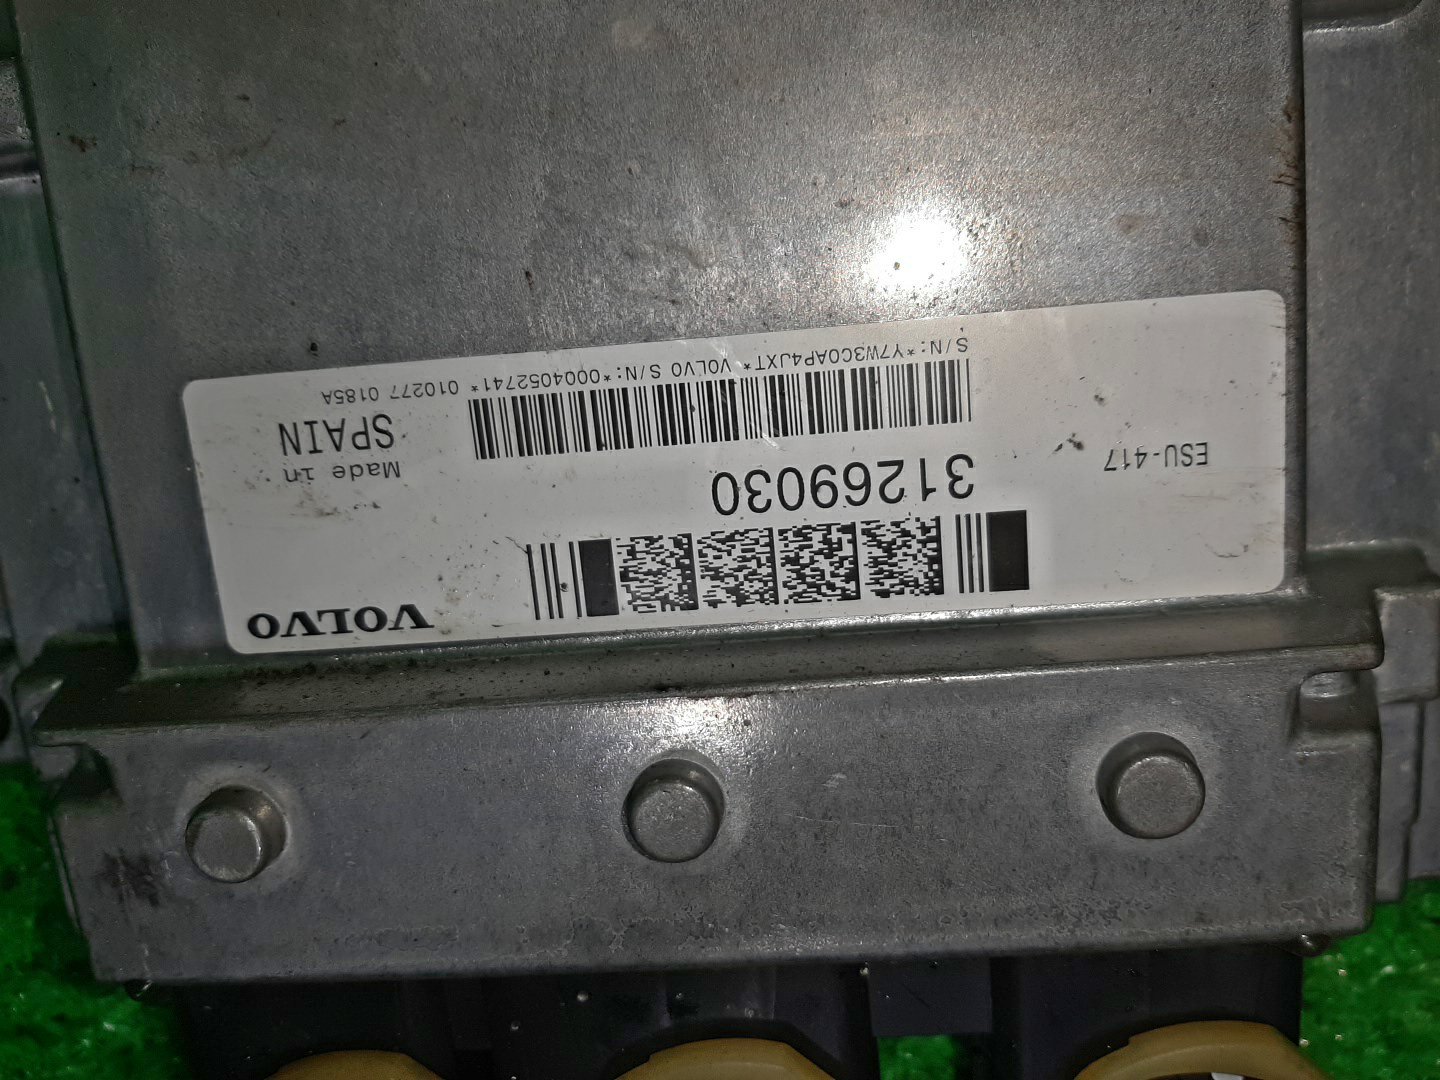 VOLVO
ESU-417
31269030
Made in
SPAIN
S/N:*Y7W3C0AP4JXT* VOLVO S/N:*0004052741* 010277 0185A